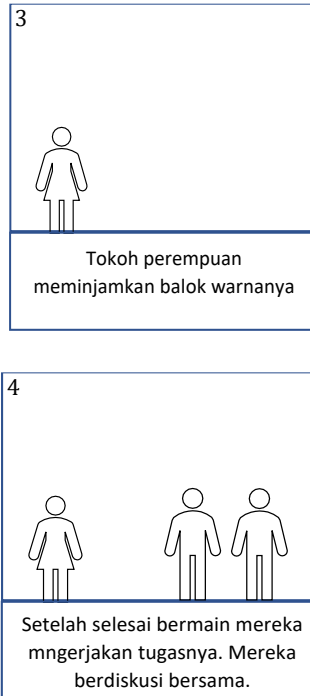 3
Tokoh perempuan
meminjamkan balok warnanya
4
Setelah selesai bermain mereka
mngerjakan tugasnya. Mereka
berdiskusi bersama.